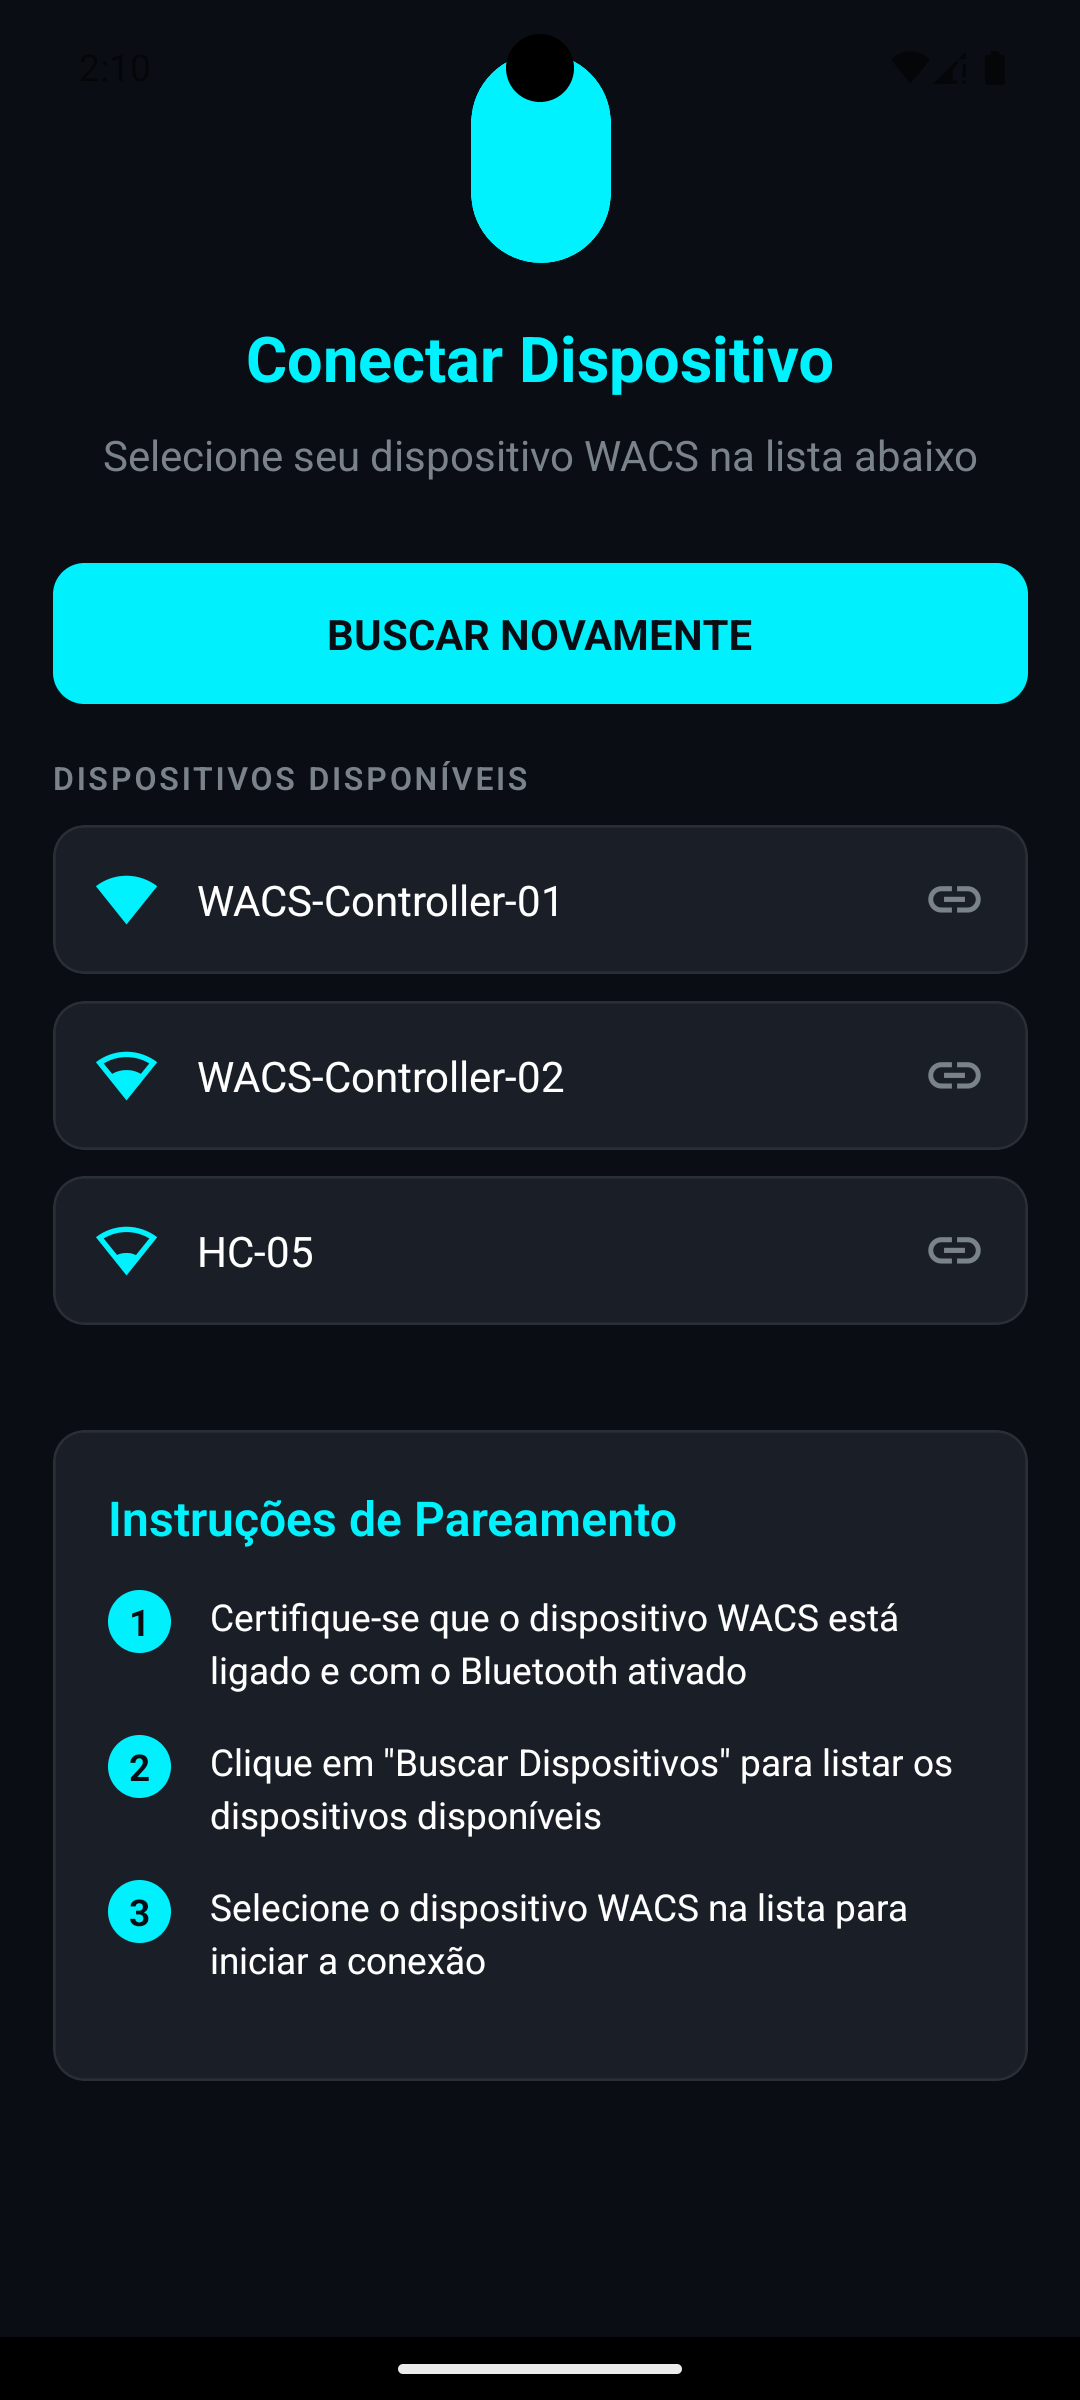 2:10
Conectar Dispositivo
Selecione seu dispositivo WACS na lista abaixo
BUSCAR NOVAMENTE
DISPOSITIVOS DISPONÍVEIS
WACS-Controller-01
WACS-Controller-02
HC-05
Instruções de Pareamento
1 Certifique-se que o dispositivo WACS está
ligado e com o Bluetooth ativado
2 Clique em "Buscar Dispositivos" para listar os
dispositivos disponíveis
3 Selecione o dispositivo WACS na lista para
iniciar a conexão